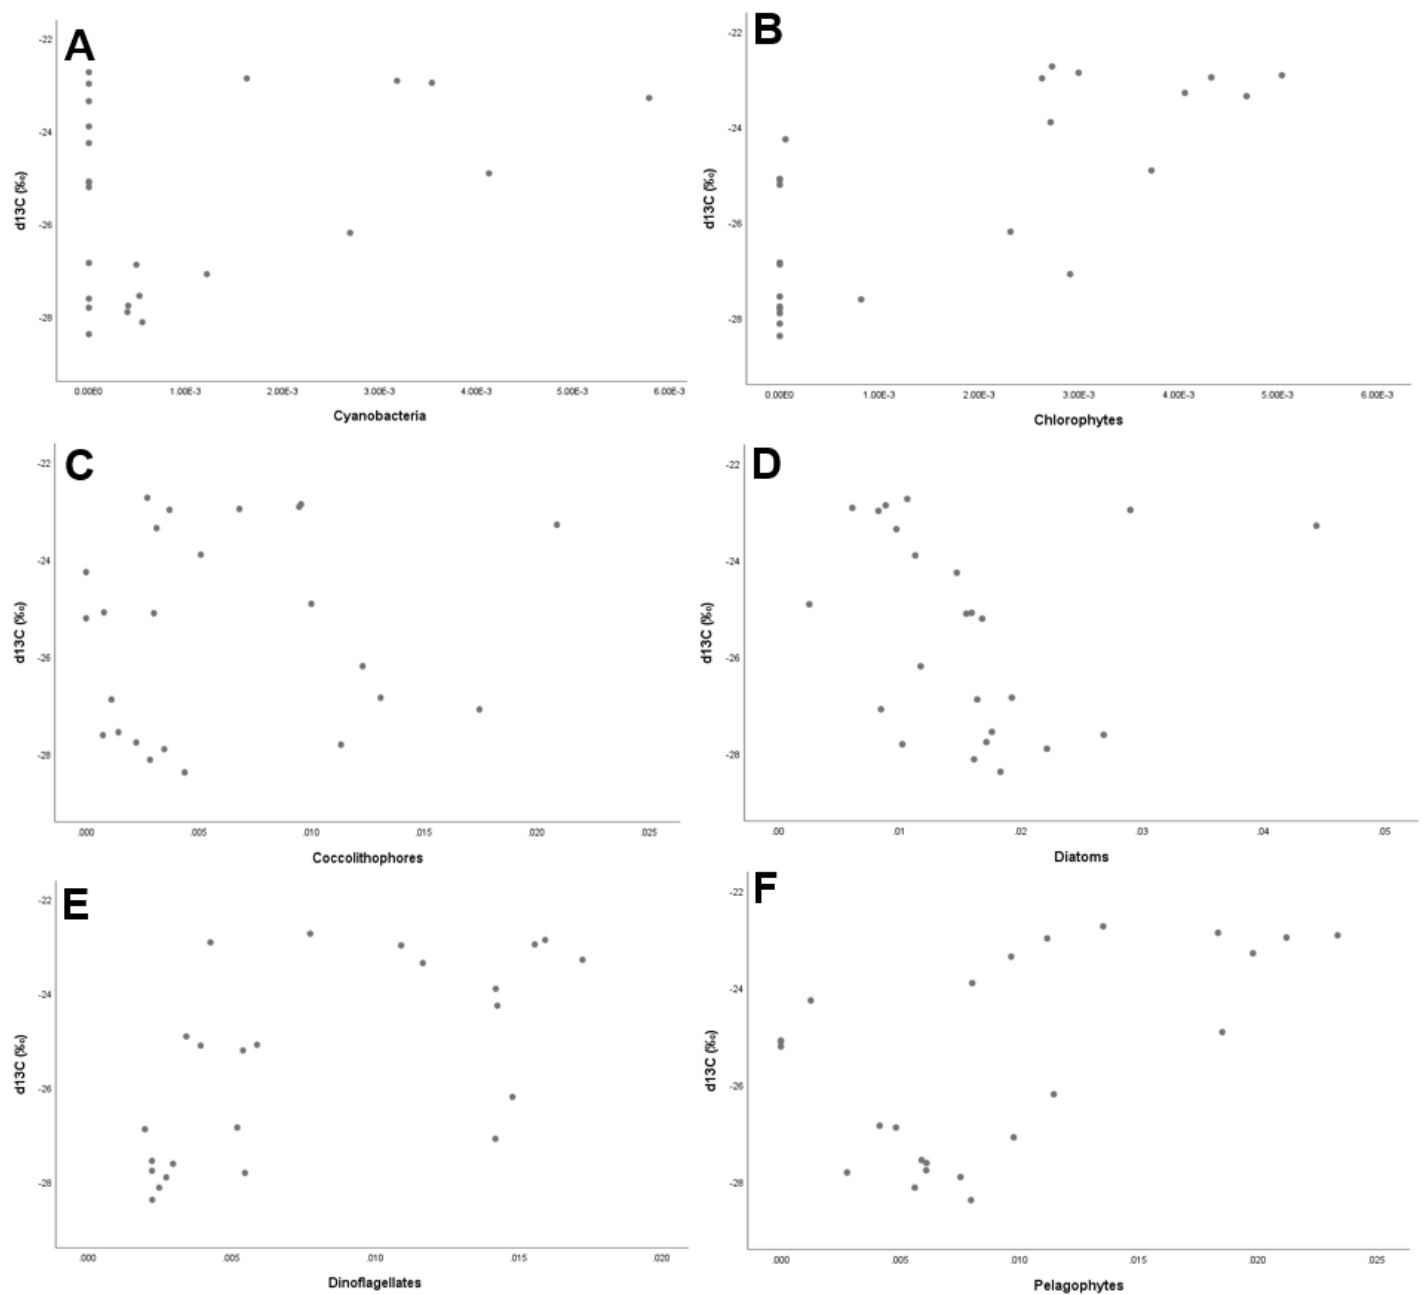 A
-22
-24
-26
-28
d13C (‰)
0.00E0 1.00E-3 2.00E-3 3.00E-3 4.00E-3 5.00E-3 6.00E-3
Cyanobacteria
B
-22
-24
-26
-28
d13C (‰)
0.00E0 1.00E-3 2.00E-3 3.00E-3 4.00E-3 5.00E-3 6.00E-3
Chlorophytes
C
-22
-24
-26
-28
d13C (‰)
.000 .005 .010 .015 .020 .025
Coccolithophores
D
-22
-24
-26
-28
d13C (‰)
.00 .01 .02 .03 .04 .05
Diatoms
E
-22
-24
-26
-28
d13C (‰)
.000 .005 .010 .015 .020
Dinoflagellates
F
-22
-24
-26
-28
d13C (‰)
.000 .005 .010 .015 .020 .025
Pelagophytes